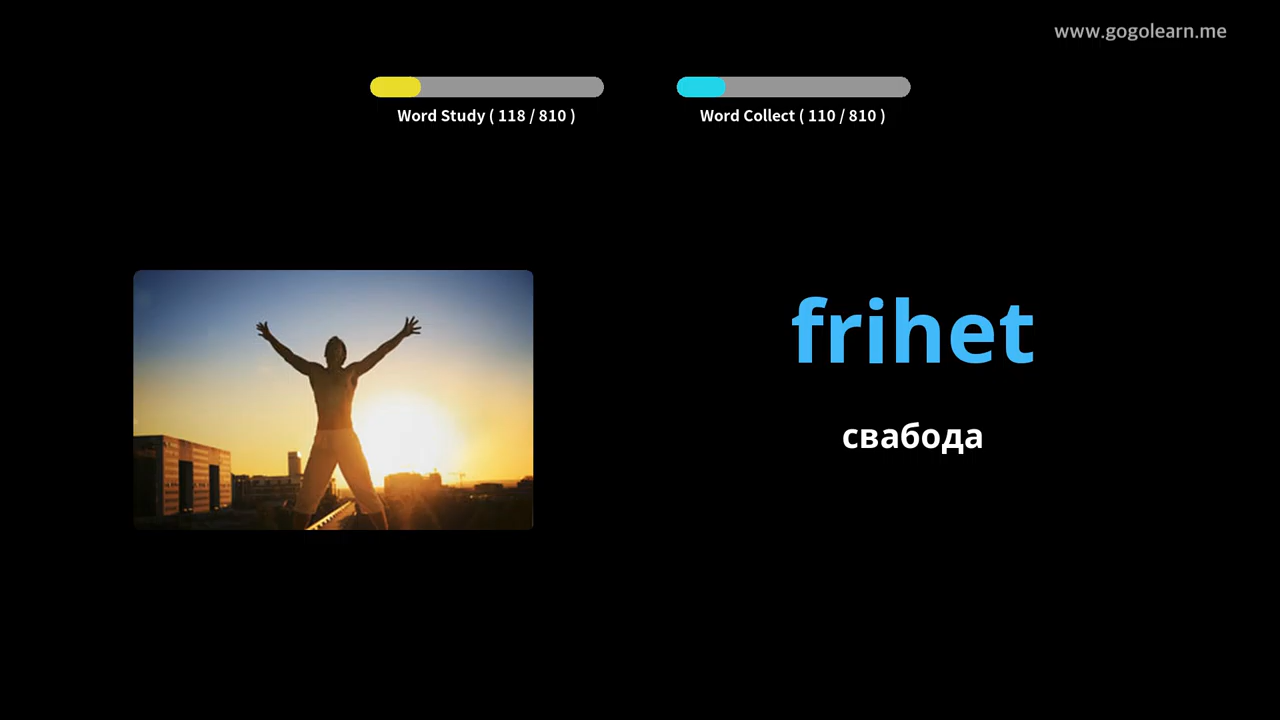 www.gogolearn.me
Word Study ( 118 / 810 )
Word Collect ( 110 / 810 )
frihet
свабода